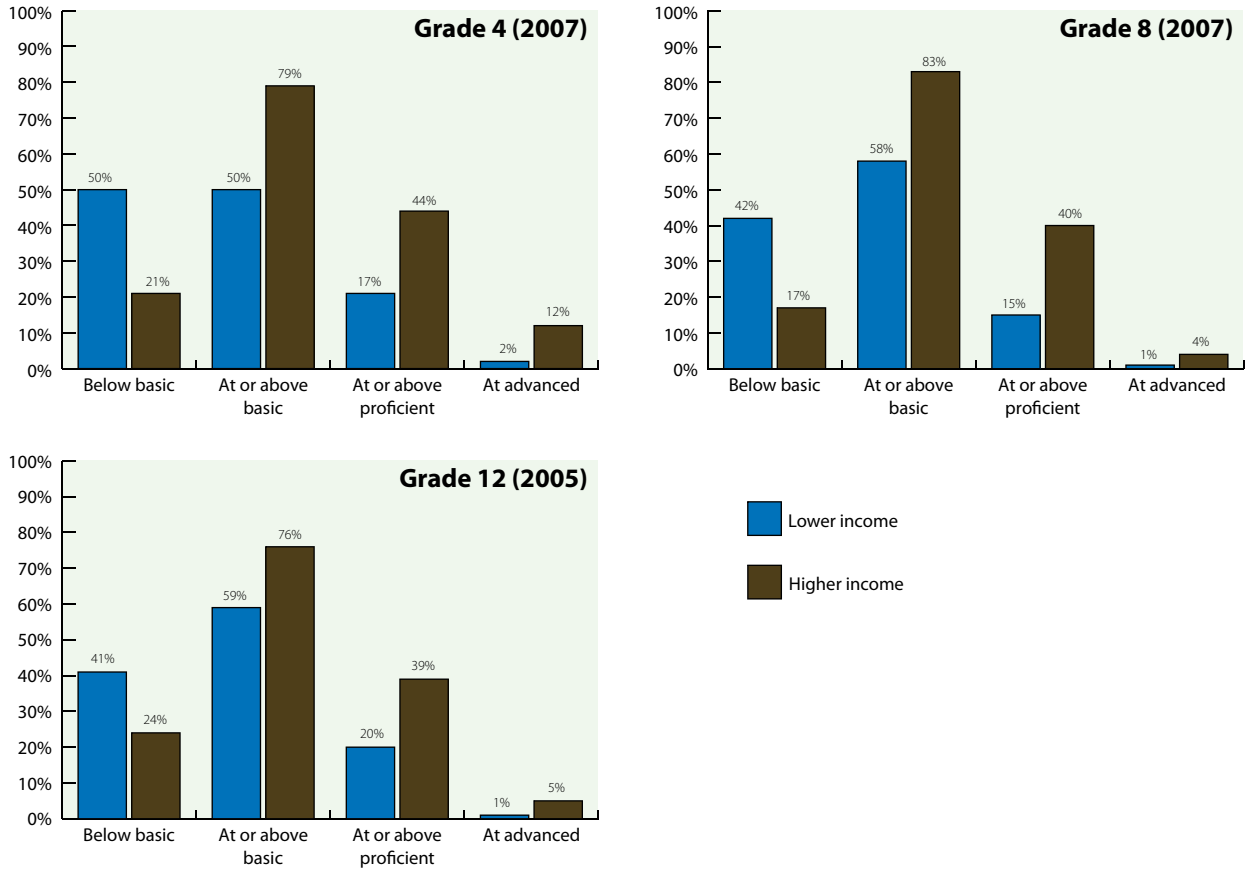 Grade 4 (2007)
100%
90%
80%
70%
60%
50%
40%
30%
20%
10%
0%
50%
21%
50%
79%
17%
44%
2%
12%
Below basic
At or above
basic
At or above
proficient
At advanced
Grade 8 (2007)
100%
90%
80%
70%
60%
50%
40%
30%
20%
10%
0%
42%
17%
58%
83%
15%
40%
1%
4%
Below basic
At or above
basic
At or above
proficient
At advanced
Grade 12 (2005)
100%
90%
80%
70%
60%
50%
40%
30%
20%
10%
0%
41%
24%
59%
76%
20%
39%
1%
5%
Below basic
At or above
basic
At or above
proficient
At advanced
Lower income
Higher income